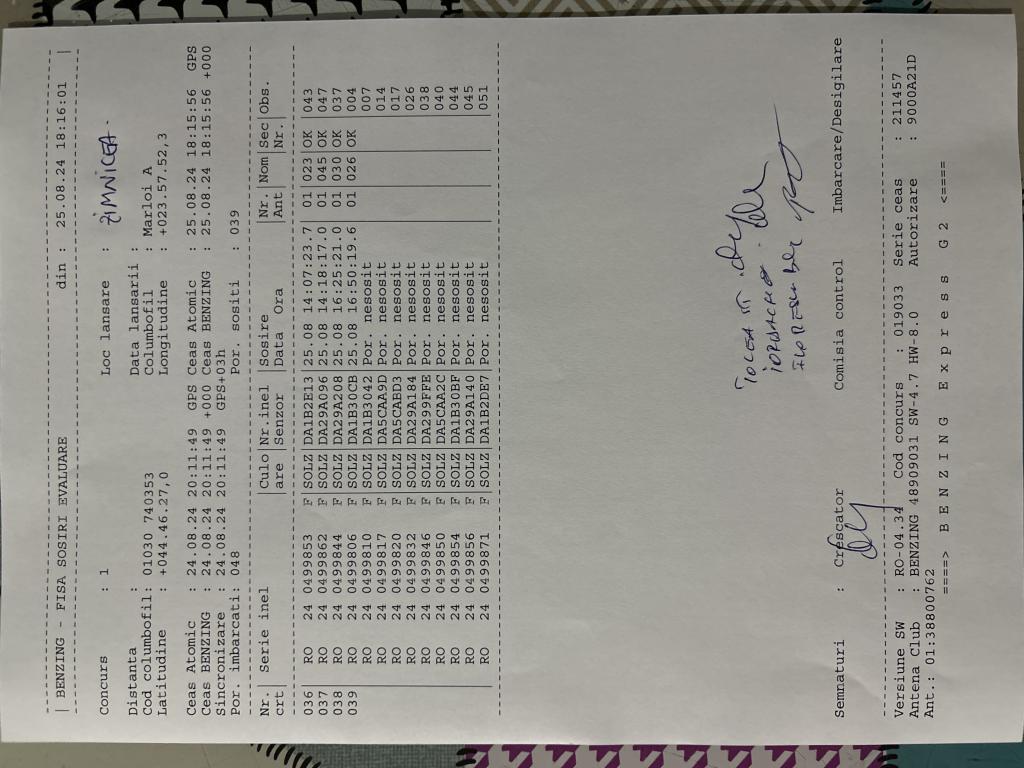 | BENZING - FISA SOSIRI EVALUARE din : 25.08.24 18:16:01 |
Concurs : 1 Loc lansare : ZIMNICEA.
Distanta : Data lansarii :
Cod columbofil: 01030 740353 Columbofil : Marloi A
Latitudine : +044.46.27,0 Longitudine : +023.57.52,3
Ceas Atomic : 24.08.24 20:11:49 GPS Ceas Atomic : 25.08.24 18:15:56 GPS
Ceas BENZING : 24.08.24 20:11:49 +000 Ceas BENZING : 25.08.24 18:15:56 +000
Sincronizare : 24.08.24 20:11:49 GPS+03h
Por. imbarcati: 048 Por. sositi : 039
Nr.| Serie inel |Culo|Nr.inel |Sosire |Nr. |Nom|Sec|Obs.
crt| |are |Senzor |Data Ora |Ant | |Nr.|
036 RO 24 0499853 F SOLZ DA1B2E13 25.08 14:07:23.7 01 023 OK 043
037 RO 24 0499862 F SOLZ DA29A096 25.08 14:18:17.0 01 045 OK 047
038 RO 24 0499844 F SOLZ DA29A208 25.08 16:25:21.0 01 030 OK 037
039 RO 24 0499806 F SOLZ DA1B30CB 25.08 16:50:19.6 01 026 OK 004
RO 24 0499810 F SOLZ DA1B3042 Por. nesosit 007
RO 24 0499817 F SOLZ DA5CAA9D Por. nesosit 014
RO 24 0499820 F SOLZ DA5CABD3 Por. nesosit 017
RO 24 0499832 F SOLZ DA29A184 Por. nesosit 026
RO 24 0499846 F SOLZ DA299FFE Por. nesosit 038
RO 24 0499850 F SOLZ DA5CAA2C Por. nesosit 040
RO 24 0499854 F SOLZ DA1B30BF Por. nesosit 044
RO 24 0499856 F SOLZ DA29A140 Por. nesosit 045
RO 24 0499871 F SOLZ DA1B2DB7 Por. nesosit 051
Semnaturi : Crescator Comisia control Imbarcare/Desigilare
Versiune SW : RO-04.34 Cod concurs : 019033 Serie ceas : 211457
Antena Club : BENZING 48909031 SW-4.7 HW-8.0 Autorizare : 9000A21D
Ant.: 01:38800762
====> B E N Z I N G E x p r e s s G 2 <====